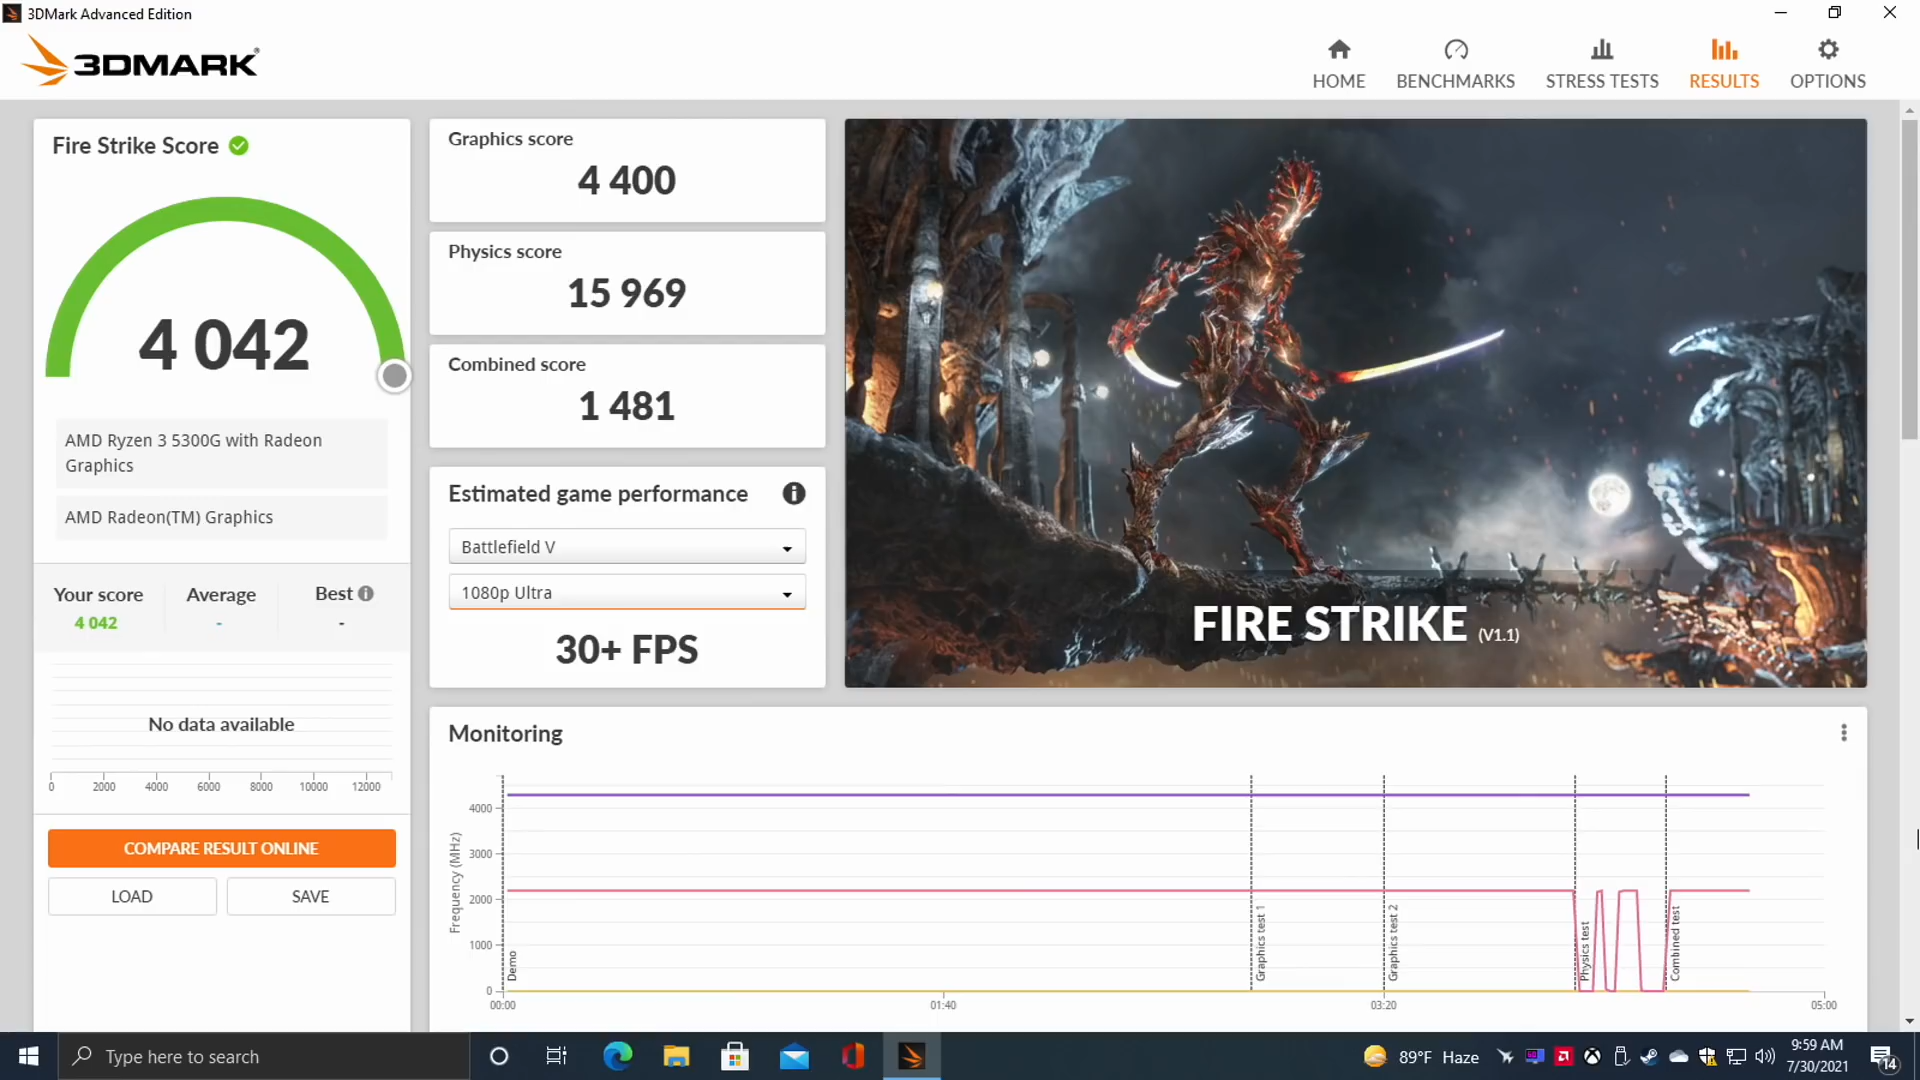 3DMark Advanced Edition
3DMARK®
HOME
BENCHMARKS
STRESS TESTS
RESULTS
OPTIONS
Fire Strike Score
4 042
AMD Ryzen 3 5300G with Radeon
Graphics
AMD Radeon(TM) Graphics
Your score
Average
Best
4 042
-
-
No data available
0 2000 4000 6000 8000 10000 12000
COMPARE RESULT ONLINE
LOAD
SAVE
Graphics score
4 400
Physics score
15 969
Combined score
1 481
Estimated game performance
Battlefield V
1080p Ultra
30+ FPS
FIRE STRIKE (V1.1)
Monitoring
Frequency (MHz)
4000
3000
2000
1000
0
Demo
Graphics test 1
Graphics test 2
Physics test
Combined test
00:00 01:40 03:20 05:00
Type here to search
89°F Haze
9:59 AM
7/30/2021
14